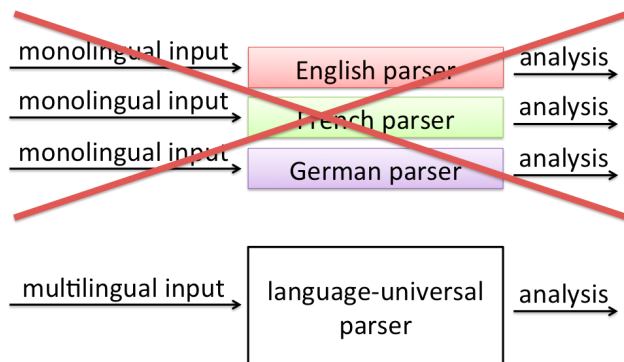 monolingual input English parser analysis
monolingual input French parser analysis
monolingual input German parser analysis
multilingual input language-universal parser analysis